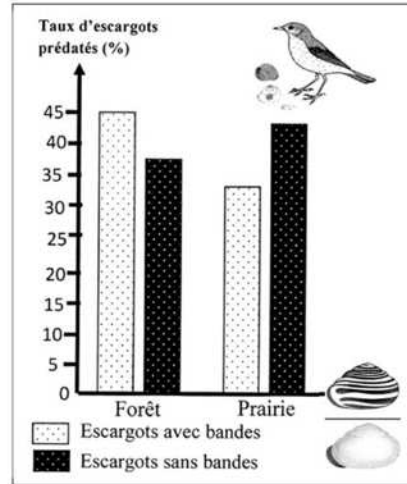 Taux d'escargots
prédatés (%)
45
40
35
30
25
20
15
10
5
0
Forêt
Prairie
Escargots avec bandes
Escargots sans bandes